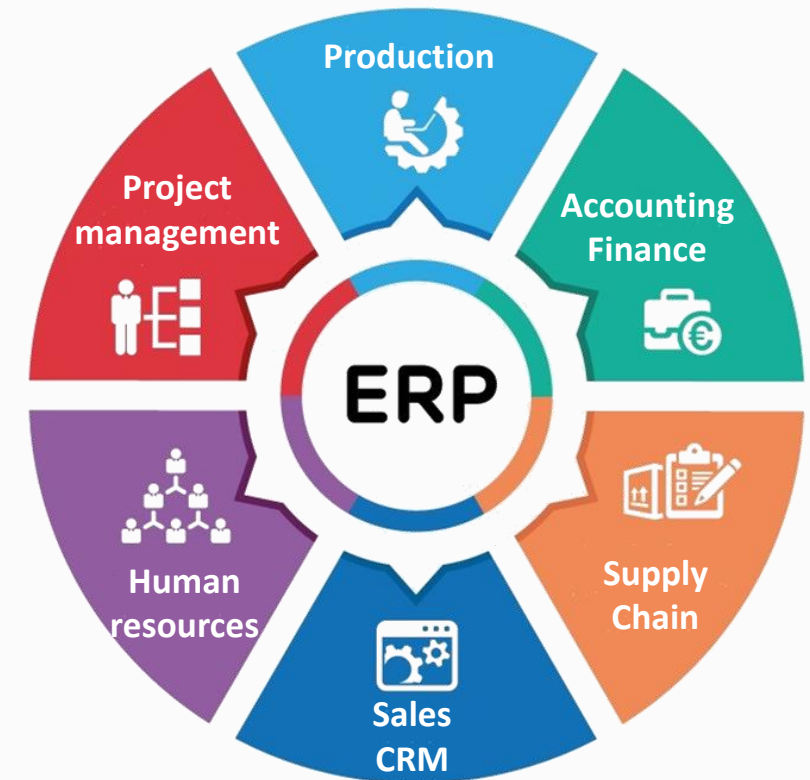 Production
Project
management
Accounting
Finance
€
ERP
Human
resources
Supply
Chain
Sales
CRM